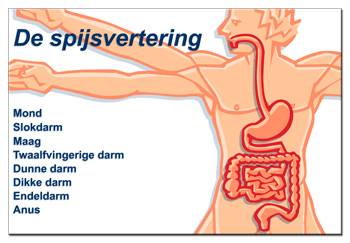 De spijsvertering
Mond
Slokdarm
Maag
Twaalfvingerige darm
Dunne darm
Dikke darm
Endeldarm
Anus